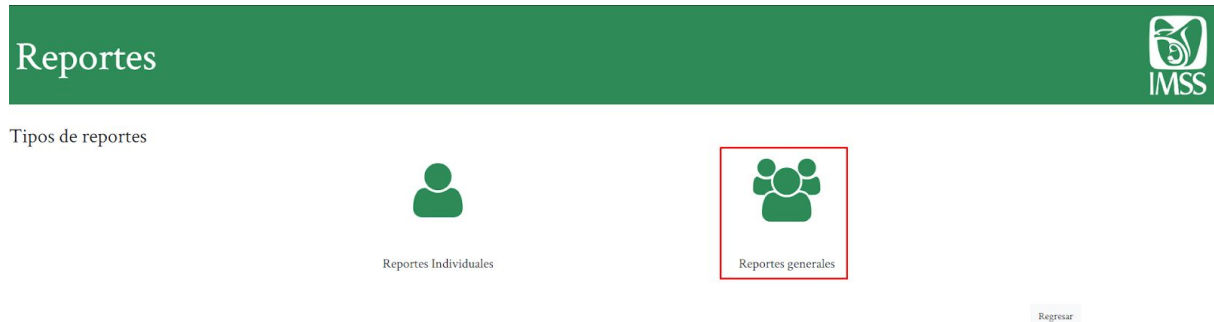 Reportes
IMSS
Tipos de reportes
Reportes Individuales
Reportes generales
Regresar